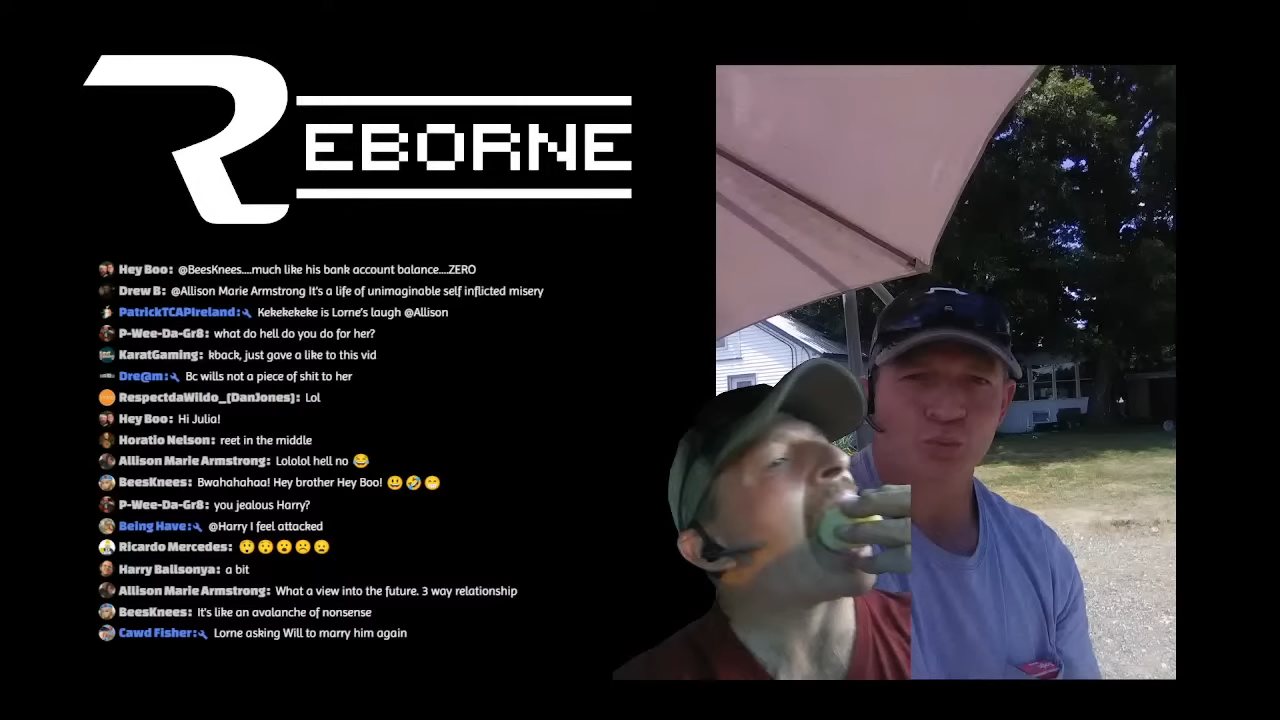 REBORNE
Hey Boo: @BeesKnees....much like his bank account balance....ZERO
Drew B: @Allison Marie Armstrong It's a life of unimaginable self inflicted misery
PatrickTCAPIreland: Kekekekeke is Lorne's laugh @Allison
P-Wee-Da-Gr8: what do hell do you do for her?
KaratGaming: kback, just gave a like to this vid
Dre@m: Bc wills not a piece of shit to her
RespectdaWildo_(DanJones): Lol
Hey Boo: Hi Julia!
Horatio Nelson: reet in the middle
Allison Marie Armstrong: Lololol hell no 😂
BeesKnees: Bwahahahaa! Hey brother Hey Boo! 😃🤣😁
P-Wee-Da-Gr8: you jealous Harry?
Being Have: @Harry I feel attacked
Ricardo Mercedes: 😲😯😮☹️😦
Harry Ballsonya: a bit
Allison Marie Armstrong: What a view into the future. 3 way relationship
BeesKnees: It's like an avalanche of nonsense
Cawd Fisher: Lorne asking Will to marry him again